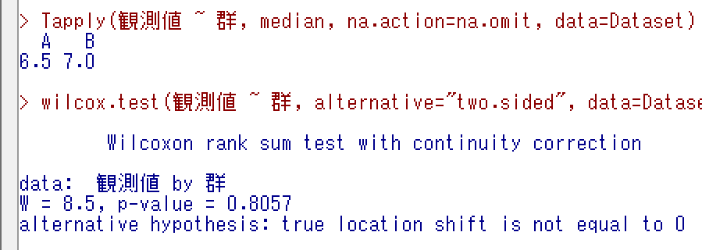 > Tapply(観測値 ~ 群, median, na.action=na.omit, data=Dataset)
A B
6.5 7.0
> wilcox.test(観測値 ~ 群, alternative="two.sided", data=Datase
Wilcoxon rank sum test with continuity correction
data: 観測値 by 群
W = 8.5, p-value = 0.8057
alternative hypothesis: true location shift is not equal to 0